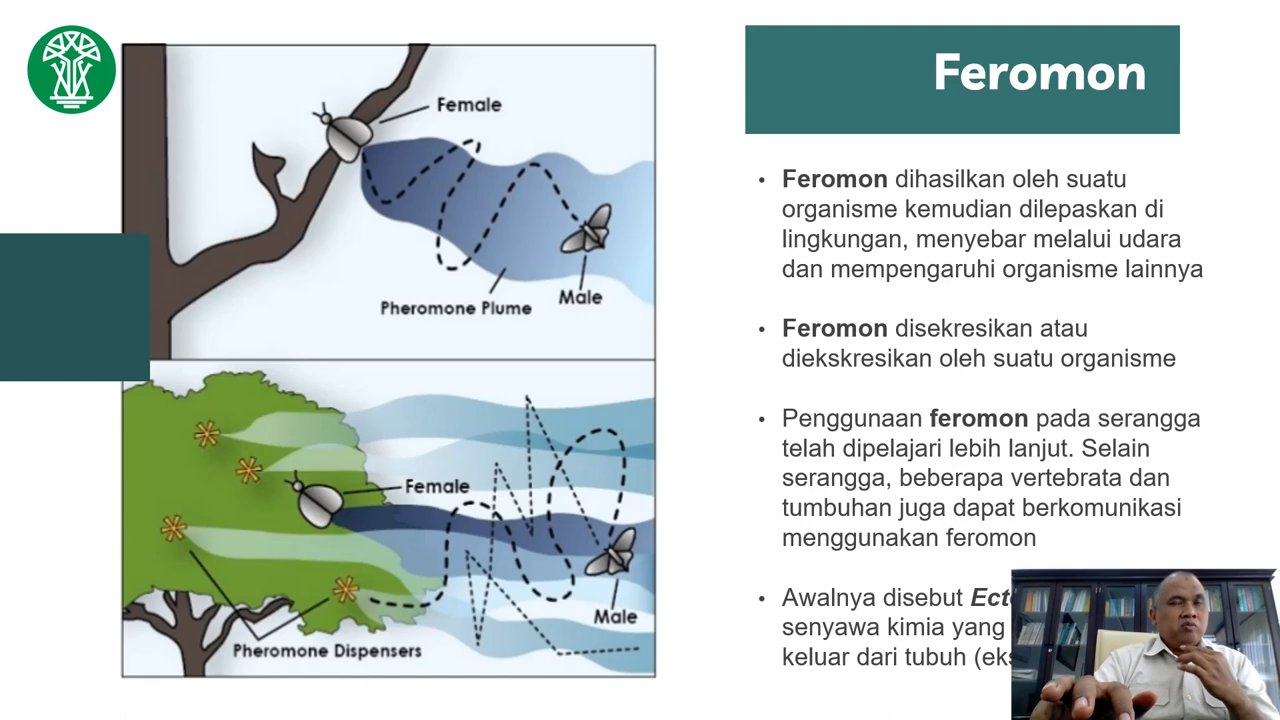 Feromon
Female
Pheromone Plume
Male
Female
Male
Pheromone Dispensers
• Feromon dihasilkan oleh suatu
organisme kemudian dilepaskan di
lingkungan, menyebar melalui udara
dan mempengaruhi organisme lainnya
• Feromon disekresikan atau
diekskresikan oleh suatu organisme
• Penggunaan feromon pada serangga
telah dipelajari lebih lanjut. Selain
serangga, beberapa vertebrata dan
tumbuhan juga dapat berkomunikasi
menggunakan feromon
• Awalnya disebut
senyawa kimia yang
keluar dari tubuh